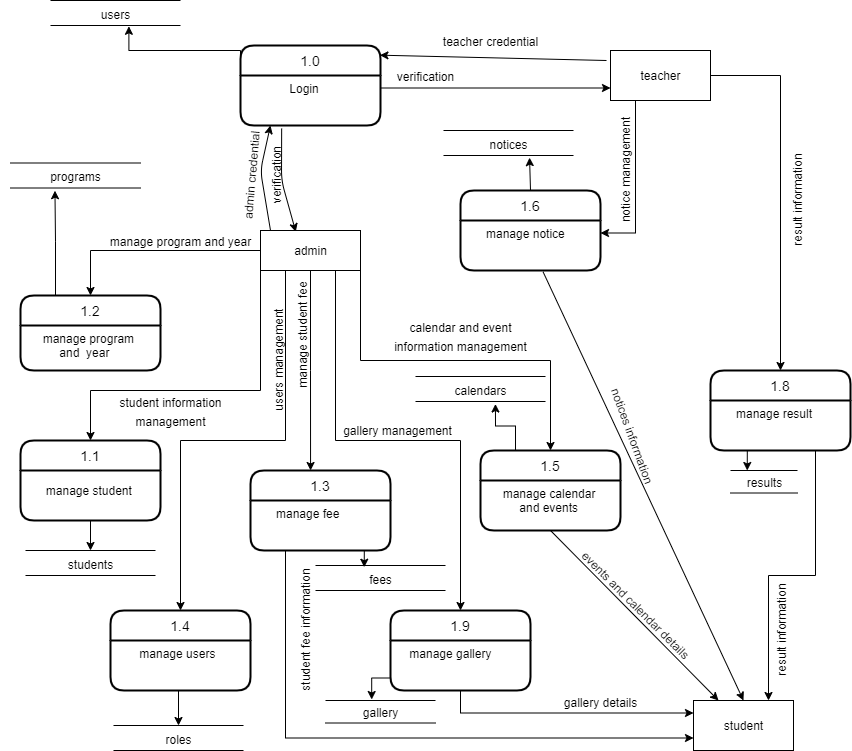 users
1.0
Login
teacher credential
verification
teacher
admin credential
verification
notice management
result information
notices
1.6
manage notice
programs
manage program and year
admin
1.2
manage program
and  year
users management
manage student fee
calendar and event
information management
calendars
notices information
1.8
manage result
results
student information
management
gallery management
1.1
manage student
students
1.3
manage fee
fees
1.5
manage calendar
and events
events and calendar details
student fee information
result information
1.4
manage users
roles
1.9
manage gallery
gallery
gallery details
student